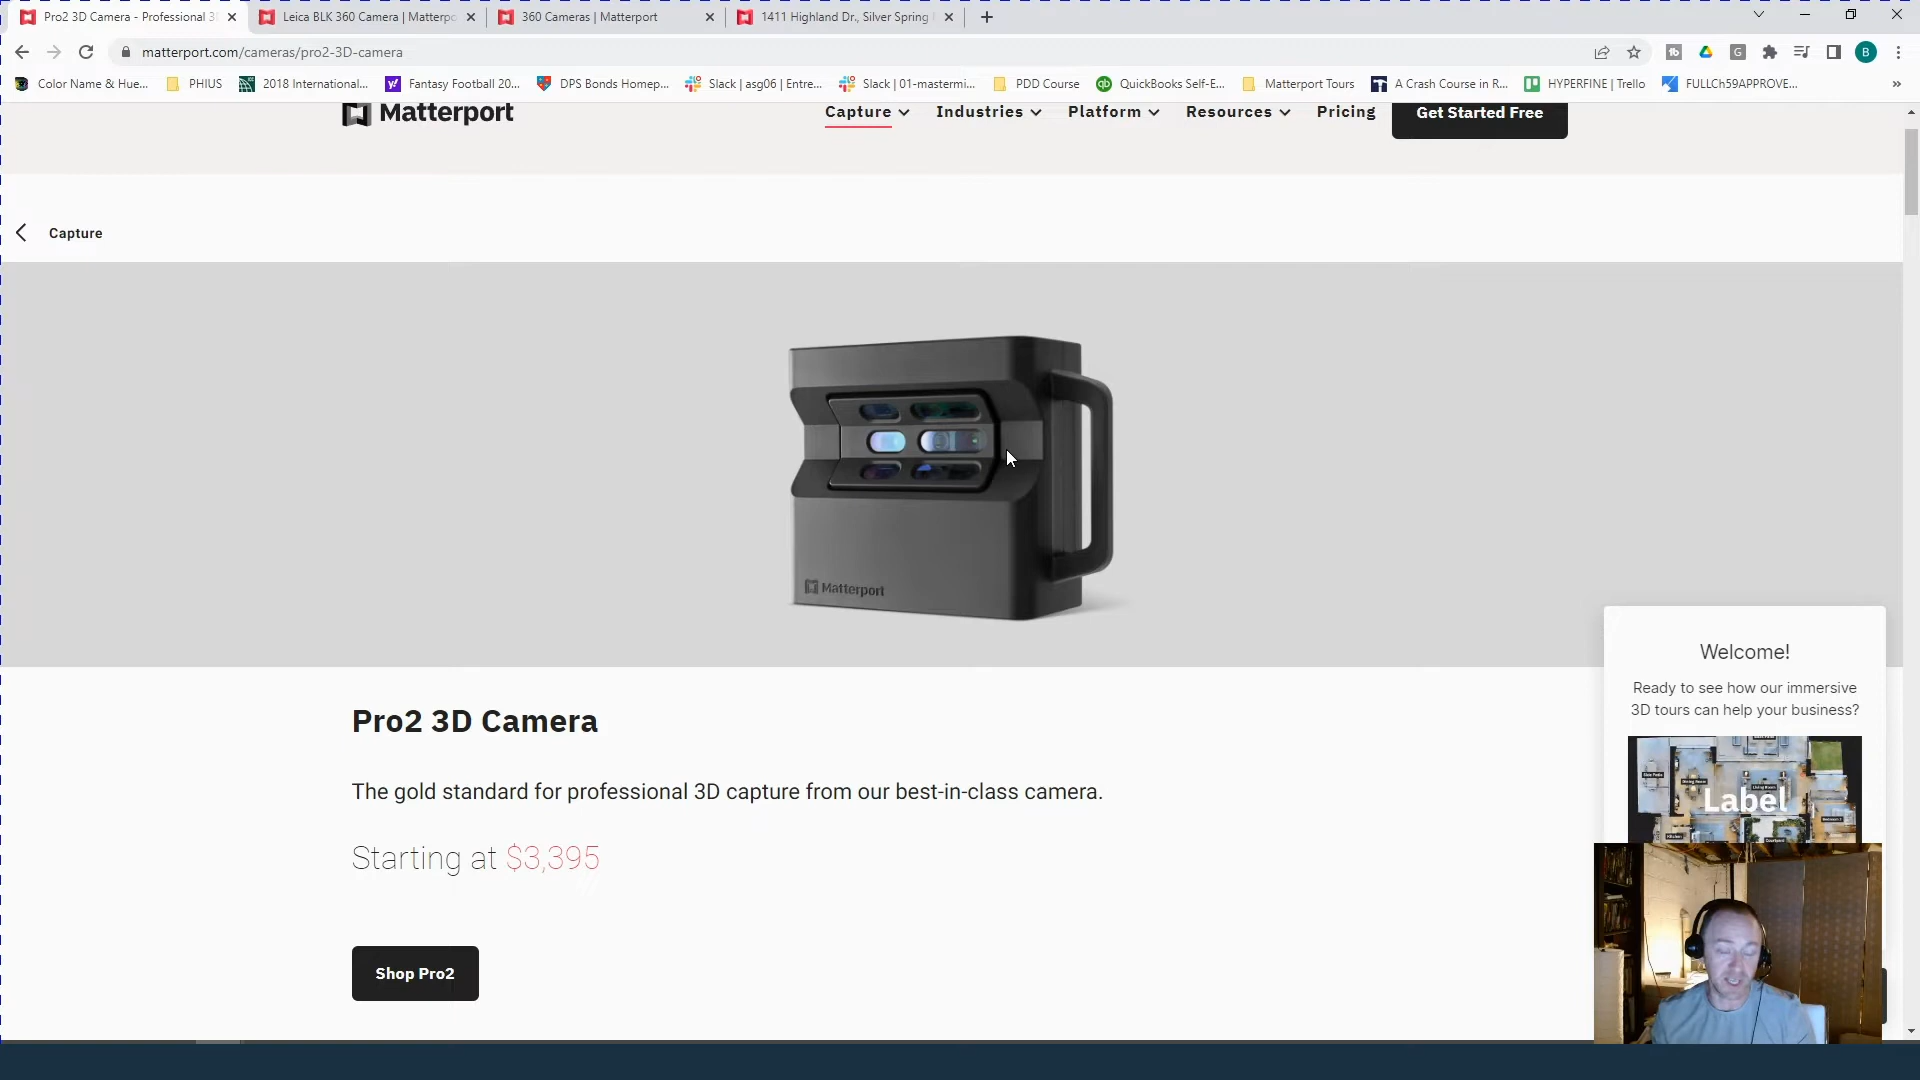 Pro2 3D Camera - Professional 3
Leica BLK 360 Camera | Matterpo
360 Cameras | Matterport
1411 Highland Dr., Silver Spring
matterport.com/cameras/pro2-3D-camera
B
Color Name & Hue...
PHIUS
2018 International...
Fantasy Football 20...
DPS Bonds Homep...
Slack | asg06 | Entre...
Slack | 01-mastermi...
PDD Course
QuickBooks Self-E...
Matterport Tours
A Crash Course in R...
HYPERFINE | Trello
FULLCh59APPROVE...
»
Matterport
Capture
Industries
Platform
Resources
Pricing
Get Started Free
Capture
Matterport
Pro2 3D Camera
The gold standard for professional 3D capture from our best-in-class camera.
Starting at $3,395
Shop Pro2
Welcome!
Ready to see how our immersive
3D tours can help your business?
Label